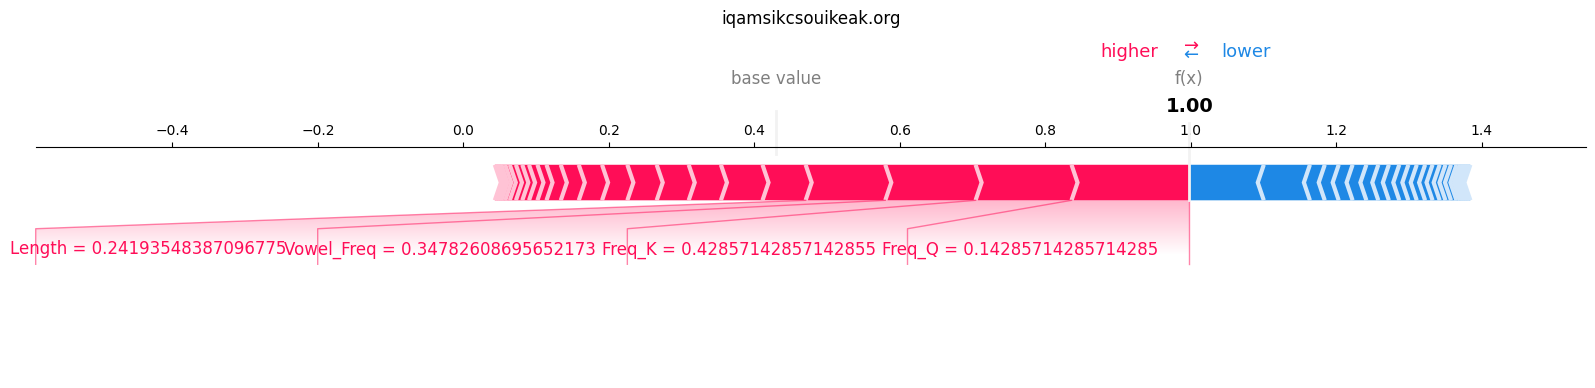 iqamsikcsouikeak.org
higher ⇄ lower
base value f(x)
1.00
−0.4 −0.2 0.0 0.2 0.4 0.6 0.8 1.0 1.2 1.4
Length = 0.24193548387096775 Vowel_Freq = 0.34782608695652173 Freq_K = 0.42857142857142855 Freq_Q = 0.14285714285714285